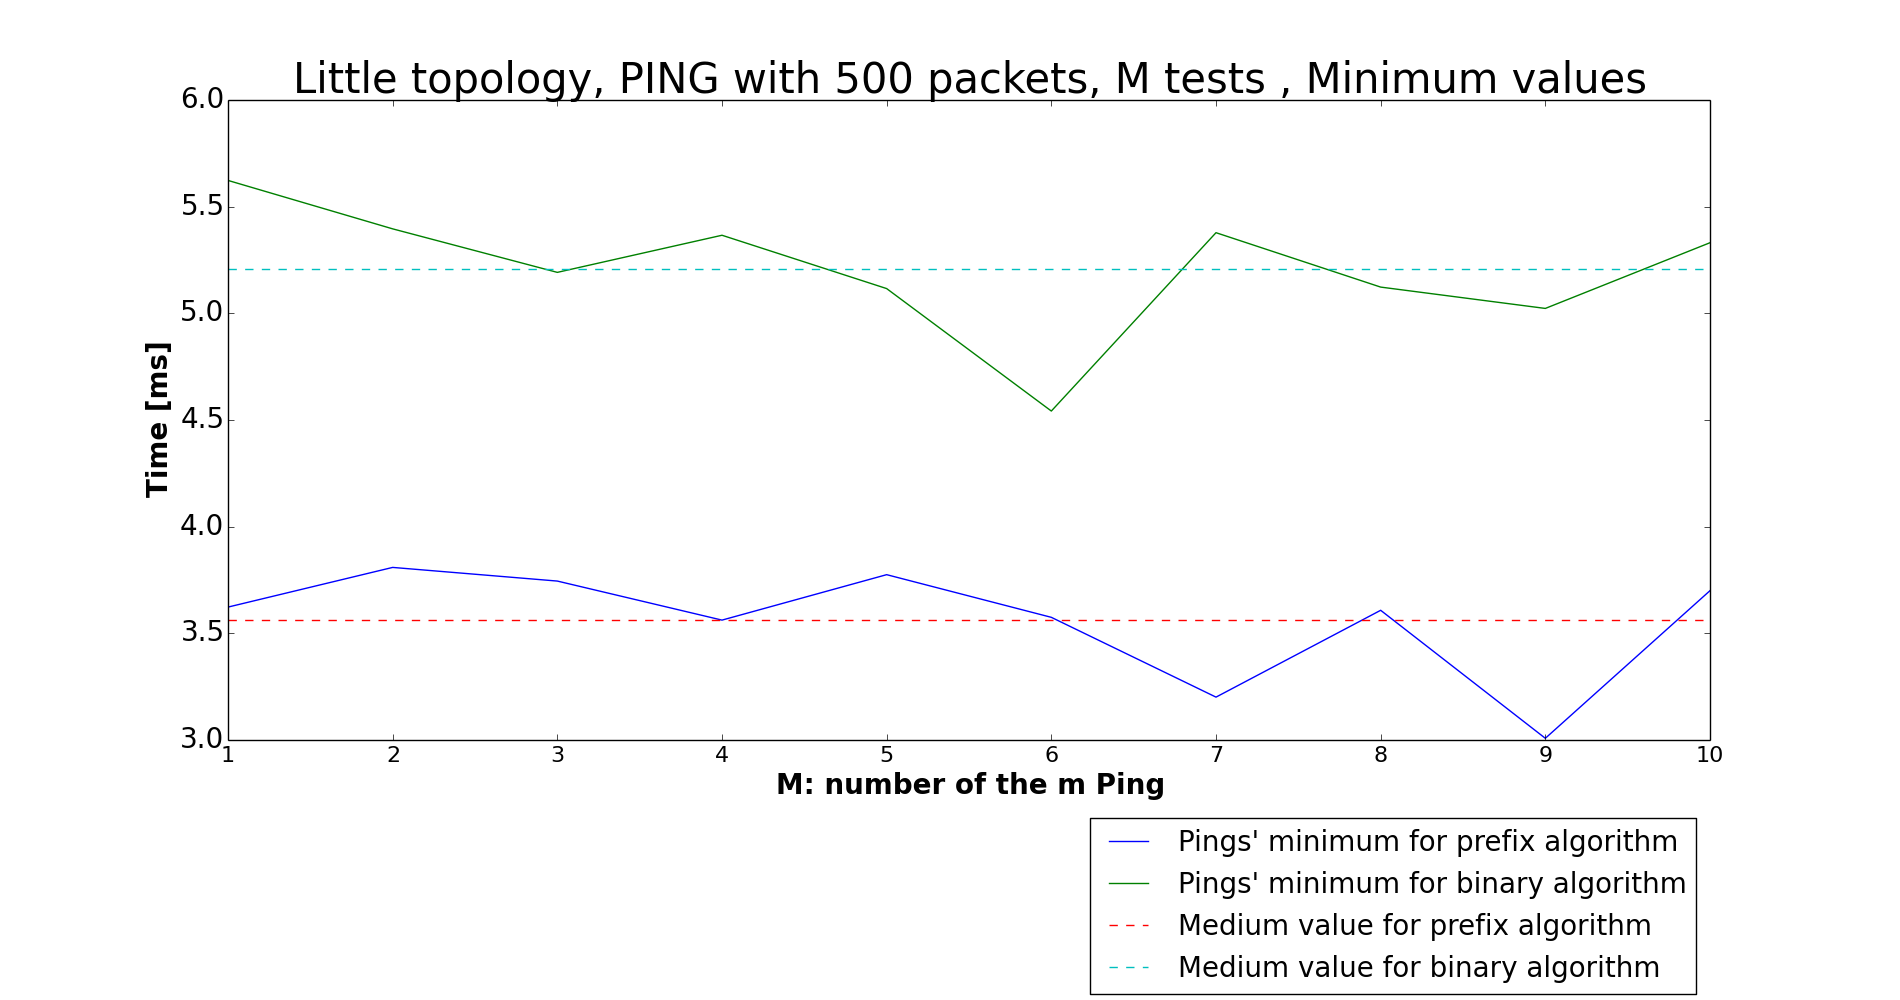 Little topology, PING with 500 packets, M tests , Minimum values
6.0
5.5
5.0
4.5
4.0
3.5
3.0
Time [ms]
1 2 3 4 5 6 7 8 9 10
M: number of the m Ping
Pings' minimum for prefix algorithm
Pings' minimum for binary algorithm
Medium value for prefix algorithm
Medium value for binary algorithm